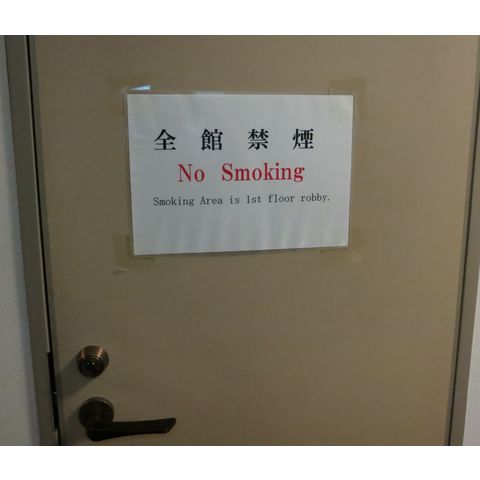 全館禁煙
No Smoking
Smoking Area is 1st floor robby.